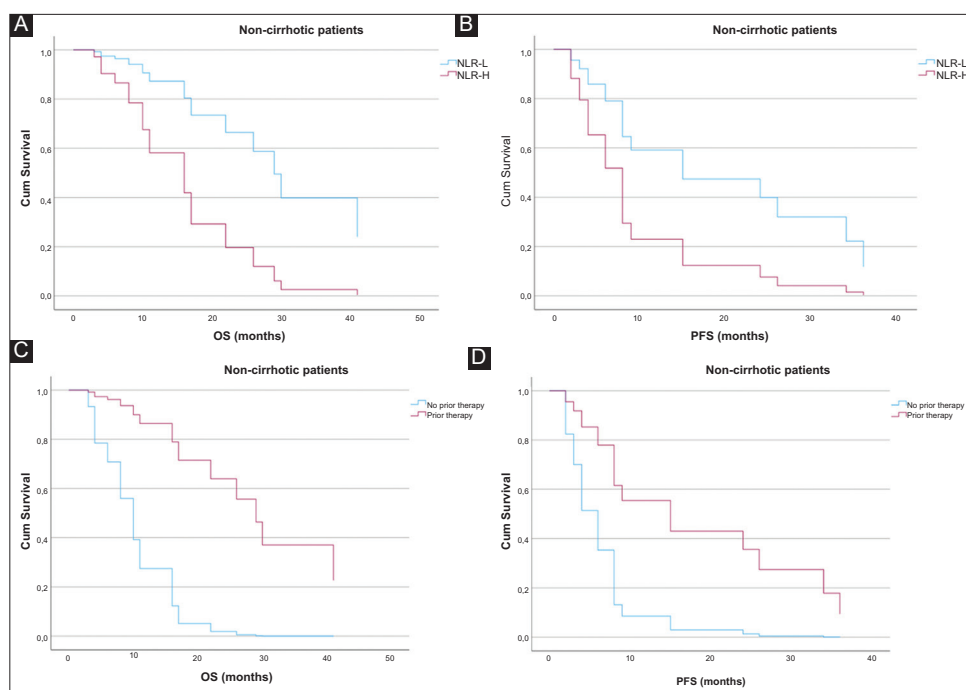 A
Non-cirrhotic patients
NLR-L
NLR-H
Cum Survival
1,0
0,8
0,6
0,4
0,2
0,0
0 10 20 30 40 50
OS (months)
B
Non-cirrhotic patients
NLR-L
NLR-H
Cum Survival
1,0
0,8
0,6
0,4
0,2
0,0
0 10 20 30 40
PFS (months)
C
Non-cirrhotic patients
No prior therapy
Prior therapy
Cum Survival
1,0
0,8
0,6
0,4
0,2
0,0
0 10 20 30 40 50
OS (months)
D
Non-cirrhotic patients
No prior therapy
Prior therapy
Cum Survival
1,0
0,8
0,6
0,4
0,2
0,0
0 10 20 30 40
PFS (months)